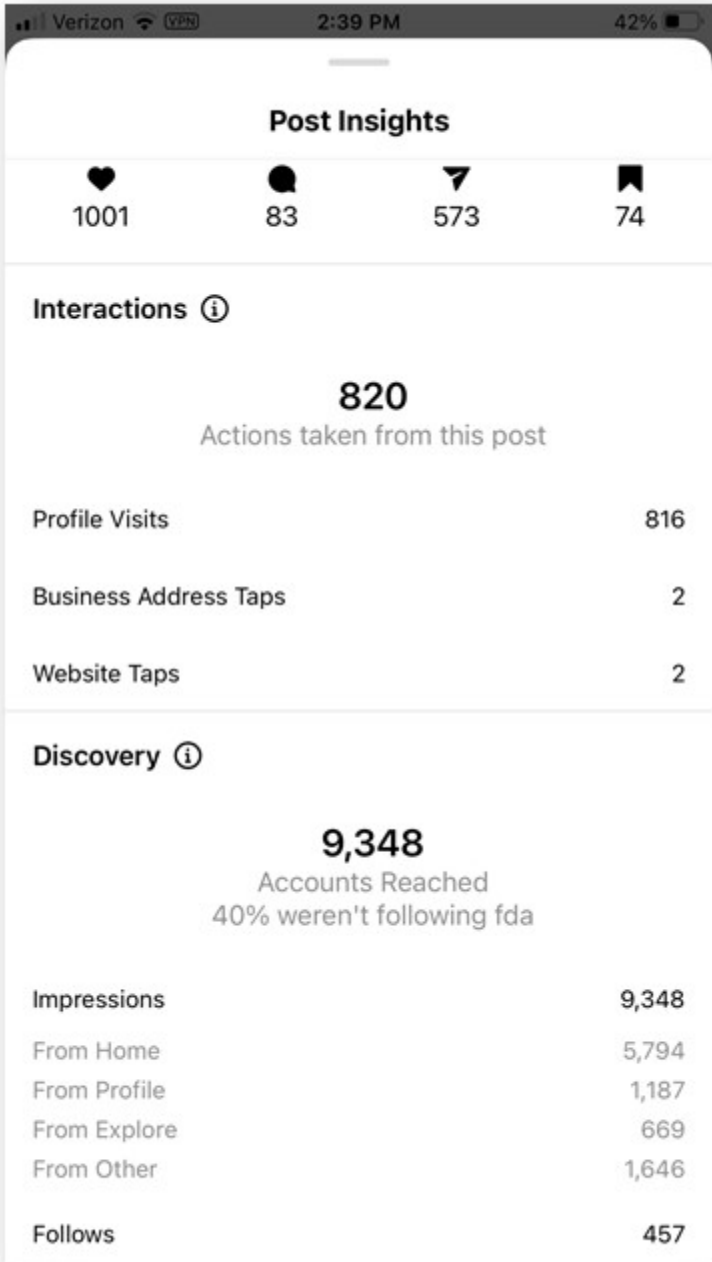 Verizon VPN 2:39 PM 42%
Post Insights
1001 83 573 74
Interactions
820
Actions taken from this post
Profile Visits 816
Business Address Taps 2
Website Taps 2
Discovery
9,348
Accounts Reached
40% weren't following fda
Impressions 9,348
From Home 5,794
From Profile 1,187
From Explore 669
From Other 1,646
Follows 457